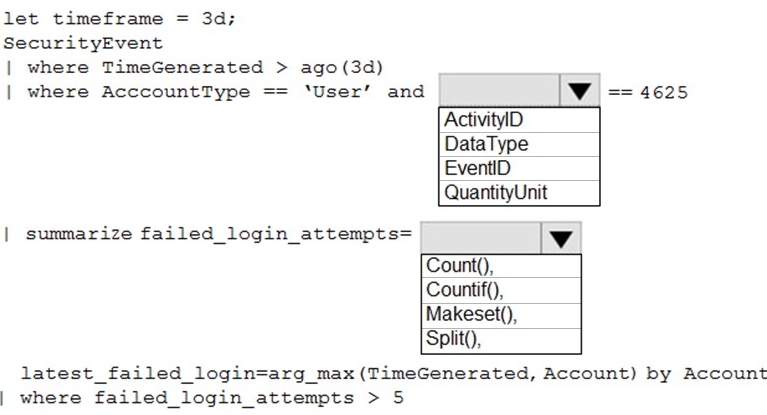 let timeframe = 3d;
SecurityEvent
| where TimeGenerated > ago(3d)
| where AcccountType == ‘User’ and == 4625
ActivityID
DataType
EventID
QuantityUnit
| summarize failed_login_attempts=
Count(),
Countif(),
Makeset(),
Split(),
latest_failed_login=arg_max(TimeGenerated, Account) by Account
| where failed_login_attempts > 5